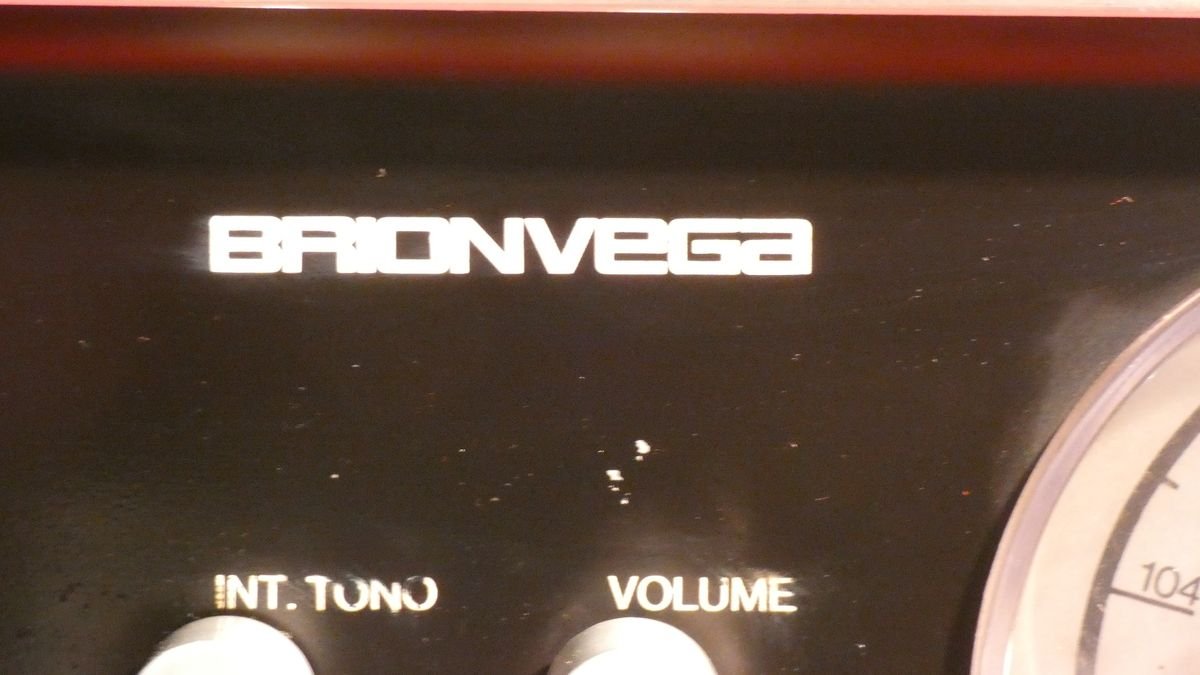 BRIONVEGA
INT. TONO VOLUME
104